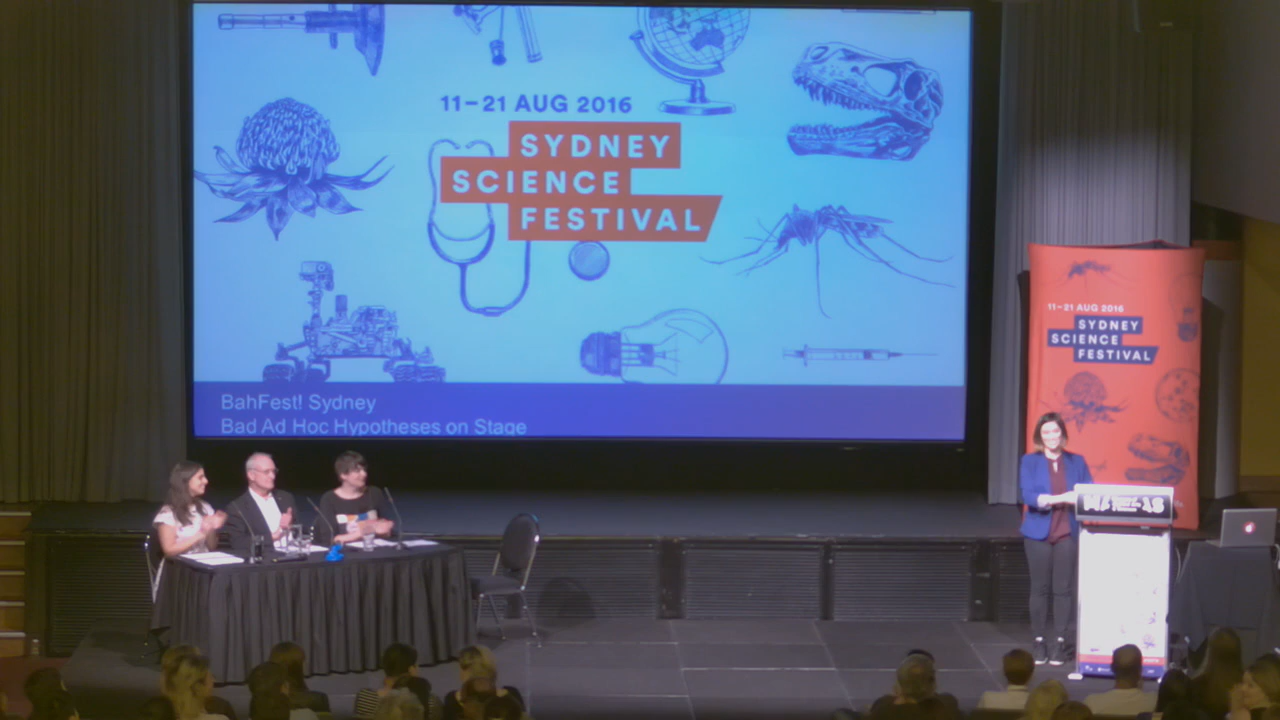 11–21 AUG 2016
SYDNEY
SCIENCE
FESTIVAL
BahFest! Sydney
Bad Ad Hoc Hypotheses on Stage
11–21 AUG 2016
SYDNEY
SCIENCE
FESTIVAL